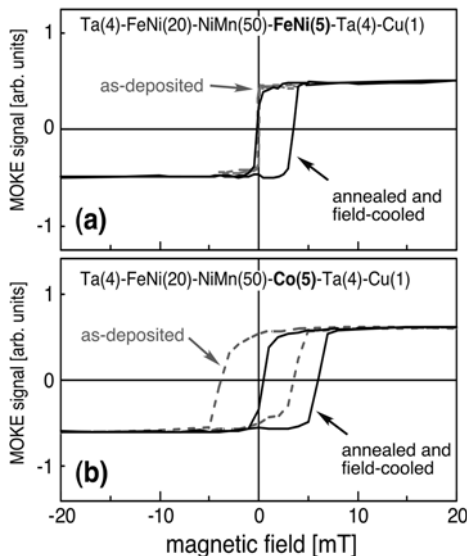 Ta(4)-FeNi(20)-NiMn(50)-FeNi(5)-Ta(4)-Cu(1)
MOKE signal [arb. units]
1
0
-1
as-deposited
annealed and
field-cooled
(a)
Ta(4)-FeNi(20)-NiMn(50)-Co(5)-Ta(4)-Cu(1)
MOKE signal [arb. units]
1
0
-1
as-deposited
annealed and
field-cooled
(b)
-20 -10 0 10 20
magnetic field [mT]